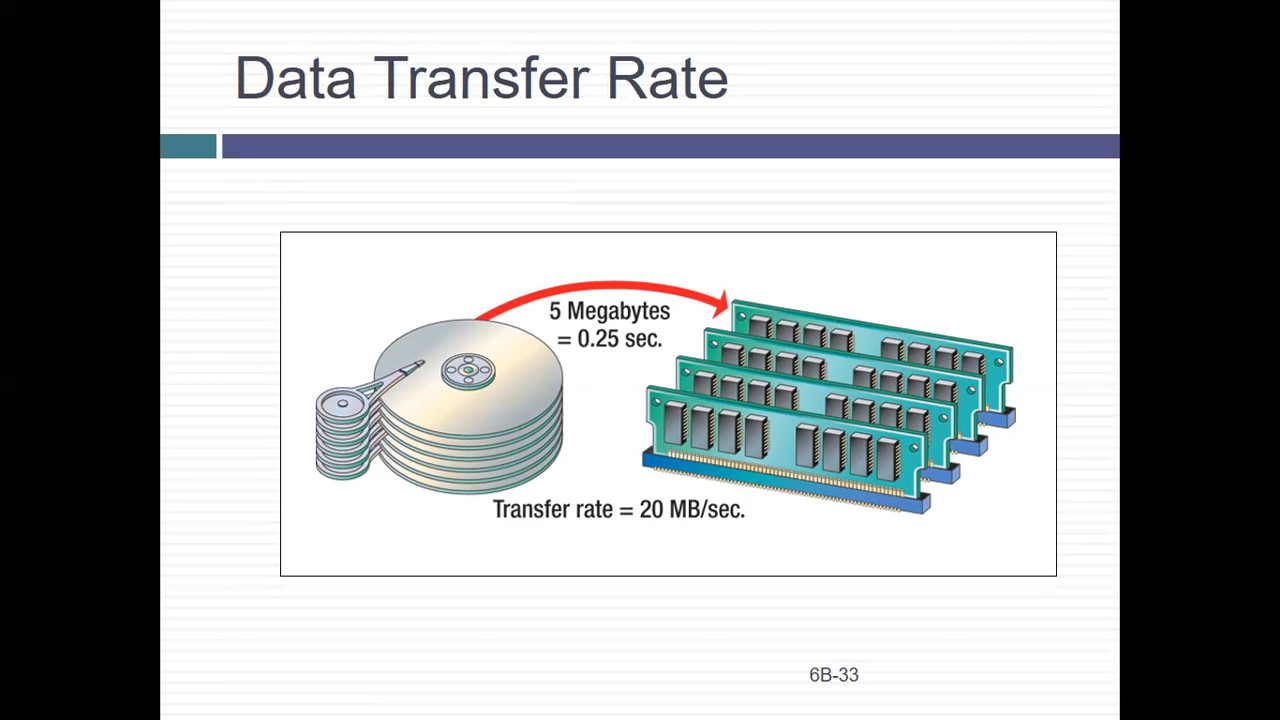 Data Transfer Rate
5 Megabytes
= 0.25 sec.
Transfer rate = 20 MB/sec.
6B-33